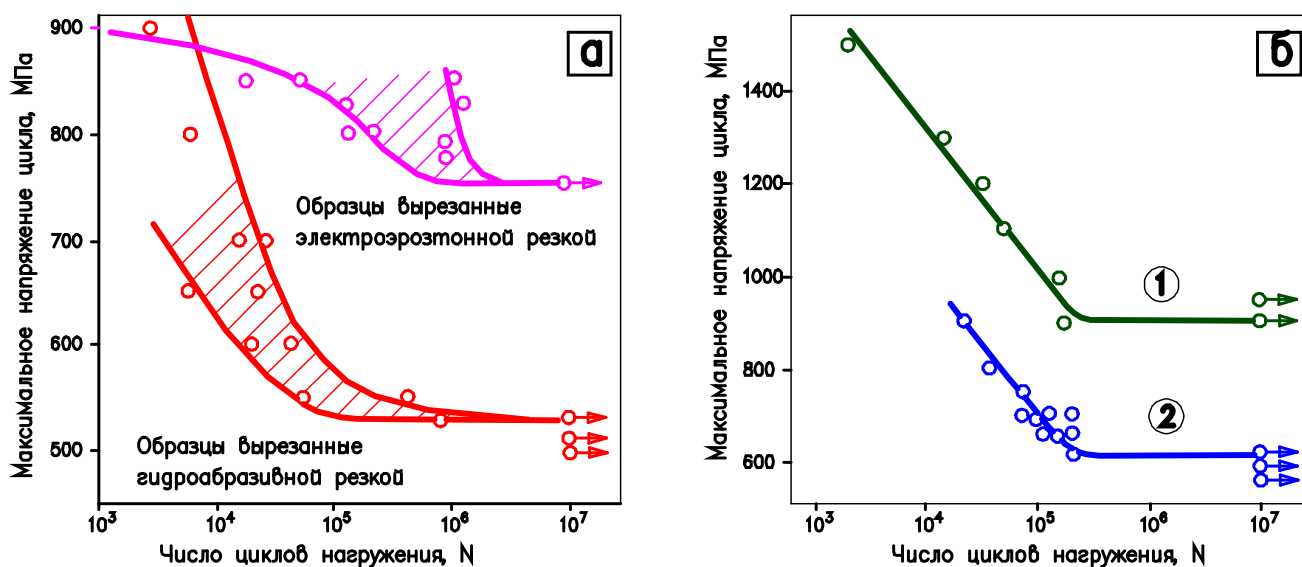 900
800
700
600
500
Максимальное напряжение цикла, МПа
а
Образцы вырезанные
электроэрозтонной резкой
Образцы вырезанные
гидроабразивной резкой
10³
10⁴
10⁵
10⁶
10⁷
Число циклов нагружения, N
1400
1200
1000
800
600
Максимальное напряжение цикла, МПа
б
1
2
10³
10⁴
10⁵
10⁶
10⁷
Число циклов нагружения, N